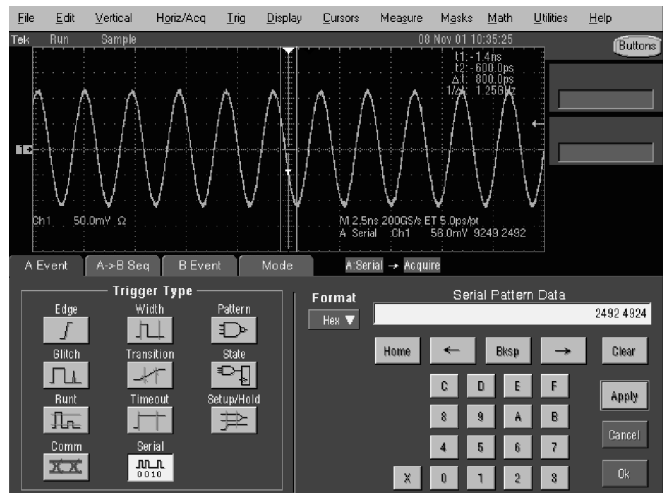 File Edit Vertical Horiz/Acq Trig Display Cursors Measure Masks Math Utilities Help
Tek Run Sample 08 Nov 01 10:35:25
Buttons
t1: -1.4ns
t2: -600.0ps
Δt: 800.0ps
1/Δt: 1.25GHz
1
Ch1 50.0mV Ω
M 2.5ns 200GS/s ET 5.0ps/pt
A Serial Ch1 56.0mV 9249 2492
A Event A->B Seq B Event Mode A:Serial → Acquire
Trigger Type
Edge Width Pattern
Glitch Transition State
Runt Timeout Setup/Hold
Comm Serial
0010
Format
Hex
Serial Pattern Data
2492 4924
Home ← Bksp → Clear
C D E F
Apply
8 9 A B
Cancel
4 5 6 7
X 0 1 2 3
Ok